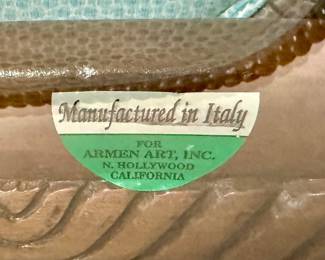 Manufactured in Italy
FOR
ARMEN ART, INC.
N. HOLLYWOOD
CALIFORNIA